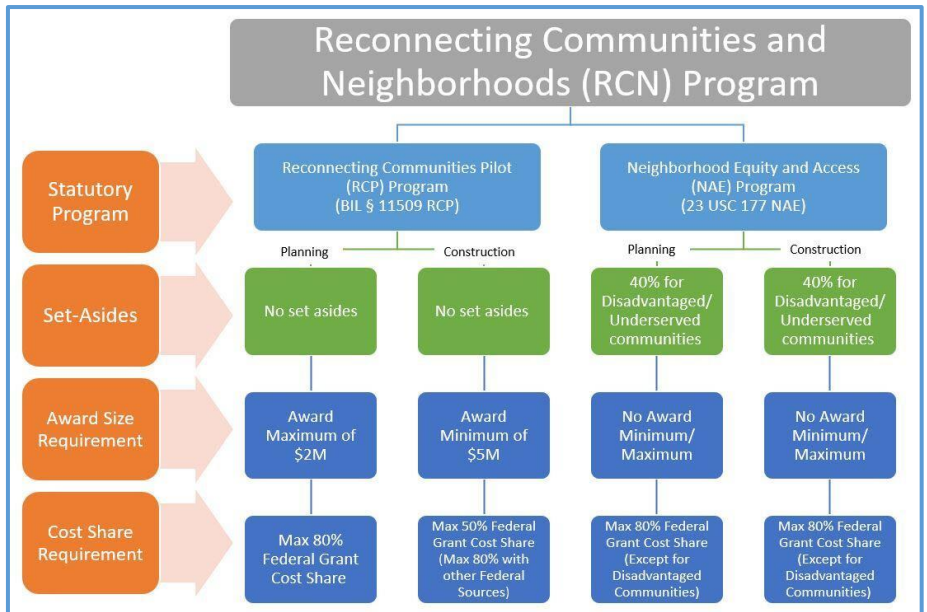 Reconnecting Communities and
Neighborhoods (RCN) Program
Statutory
Program
Reconnecting Communities Pilot
(RCP) Program
(BIL § 11509 RCP)
Neighborhood Equity and Access
(NAE) Program
(23 USC 177 NAE)
Planning
Construction
Planning
Construction
Set-Asides
No set asides
No set asides
40% for
Disadvantaged/
Underserved
communities
40% for
Disadvantaged/
Underserved
communities
Award Size
Requirement
Award
Maximum of
$2M
Award
Minimum of
$5M
No Award
Minimum/
Maximum
No Award
Minimum/
Maximum
Cost Share
Requirement
Max 80%
Federal Grant
Cost Share
Max 50% Federal
Grant Cost Share
(Max 80% with
other Federal
Sources)
Max 80% Federal
Grant Cost Share
(Except for
Disadvantaged
Communities)
Max 80% Federal
Grant Cost Share
(Except for
Disadvantaged
Communities)